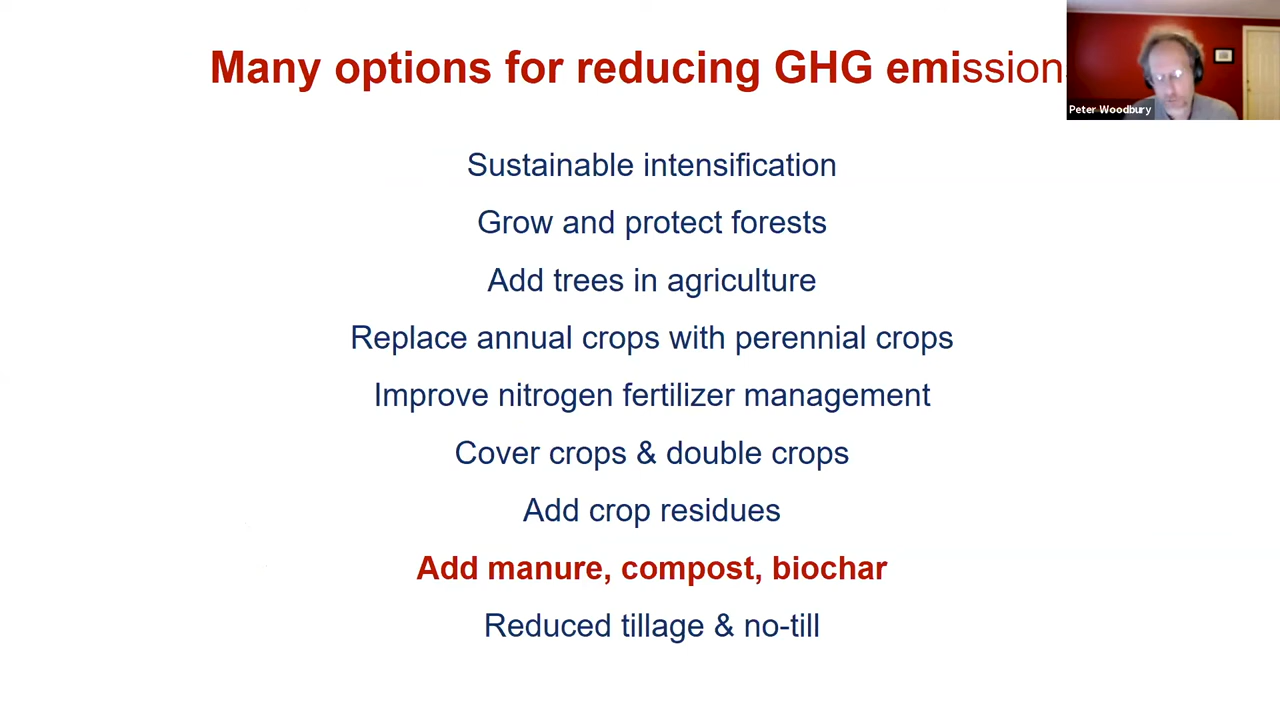 Many options for reducing GHG emission
Peter Woodbury
Sustainable intensification
Grow and protect forests
Add trees in agriculture
Replace annual crops with perennial crops
Improve nitrogen fertilizer management
Cover crops & double crops
Add crop residues
Add manure, compost, biochar
Reduced tillage & no-till